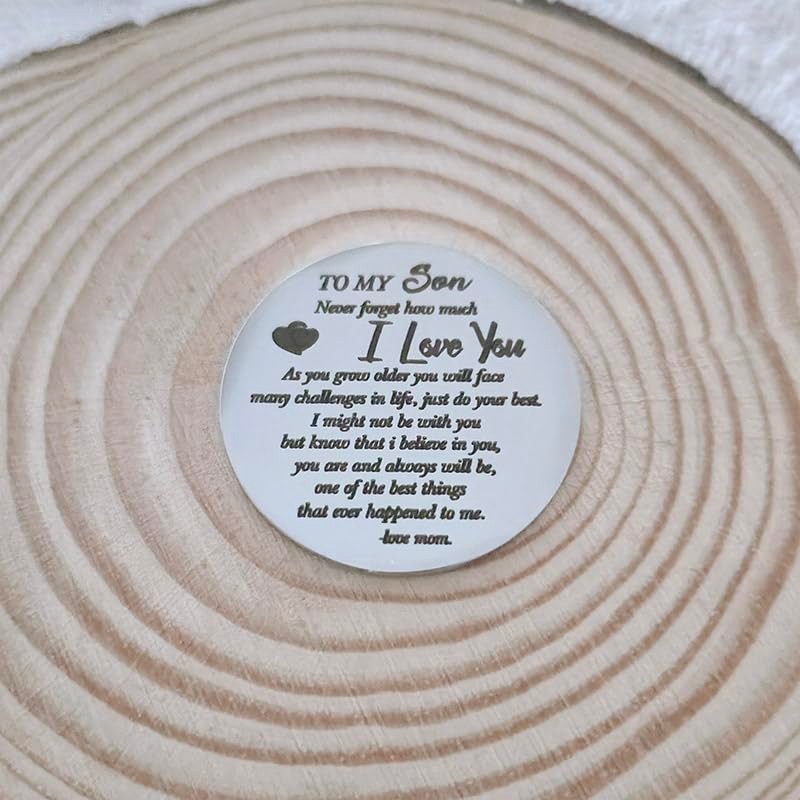 TO MY Son
Never forget how much
I Love You
As you grow older you will face
many challenges in life, just do your best.
I might not be with you
but know that i believe in you,
you are and always will be,
one of the best things
that ever happened to me.
-love mom.